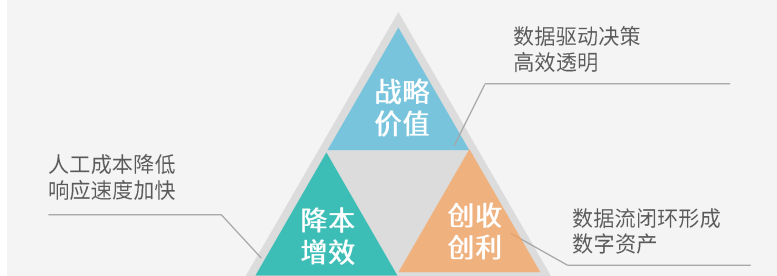 数据驱动决策
高效透明
战略
价值
人工成本降低
响应速度加快
降本
增效
创收
创利
数据流闭环形成
数字资产